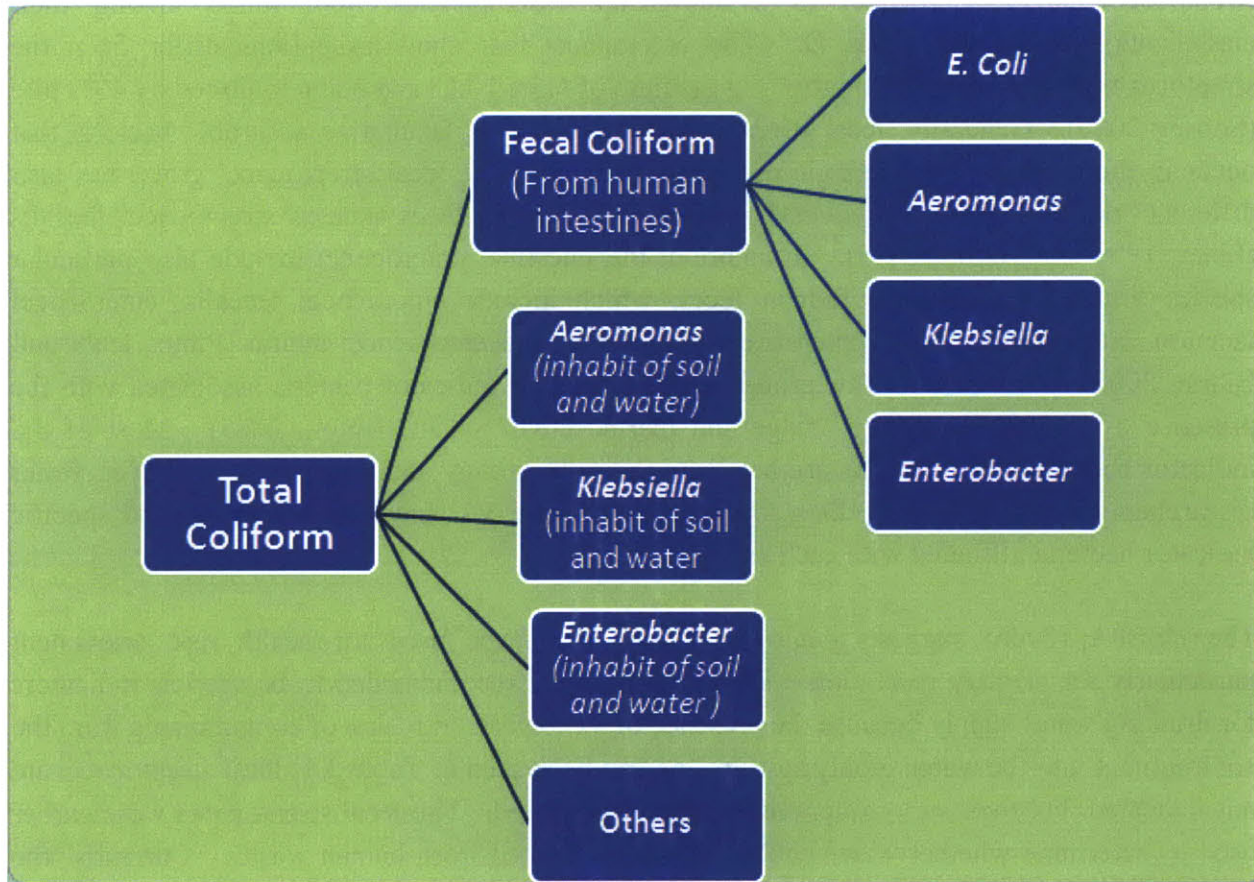 E. Coli
Fecal Coliform
(From human
intestines)
Aeromonas
Aeromonas
(inhabit of soil
and water)
Klebsiella
Total
Coliform
Klebsiella
(inhabit of soil
and water
Enterobacter
Enterobacter
(inhabit of soil
and water )
Others